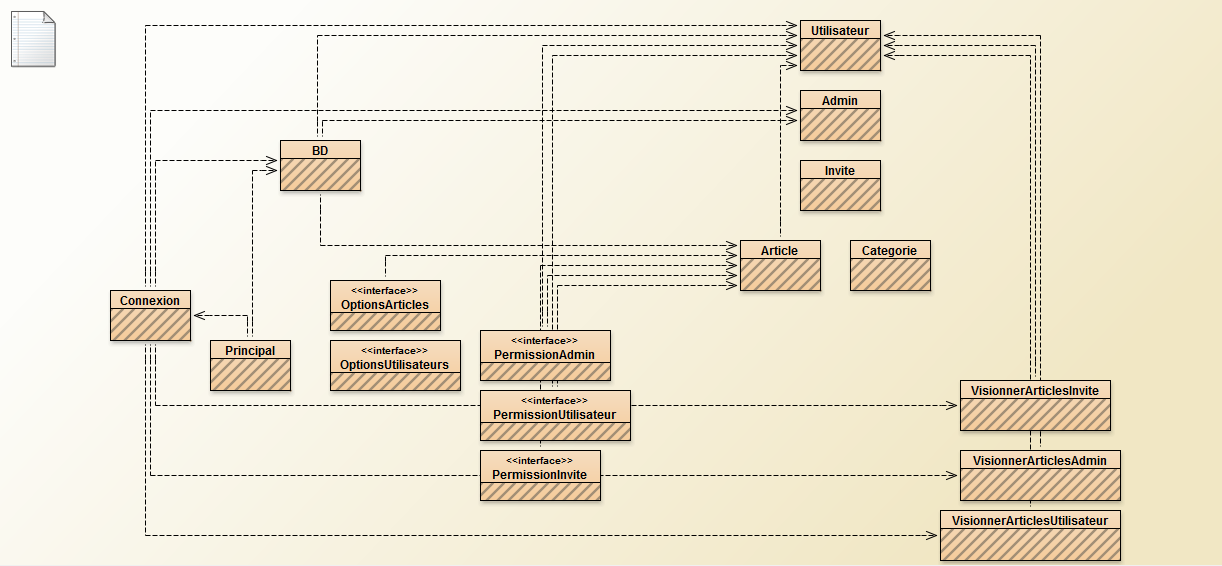 Utilisateur
Admin
BD
Invite
Article
Categorie
<<interface>>
OptionsArticles
Connexion
<<interface>>
PermissionAdmin
Principal
<<interface>>
OptionsUtilisateurs
VisionnerArticlesInvite
<<interface>>
PermissionUtilisateur
<<interface>>
PermissionInvite
VisionnerArticlesAdmin
VisionnerArticlesUtilisateur